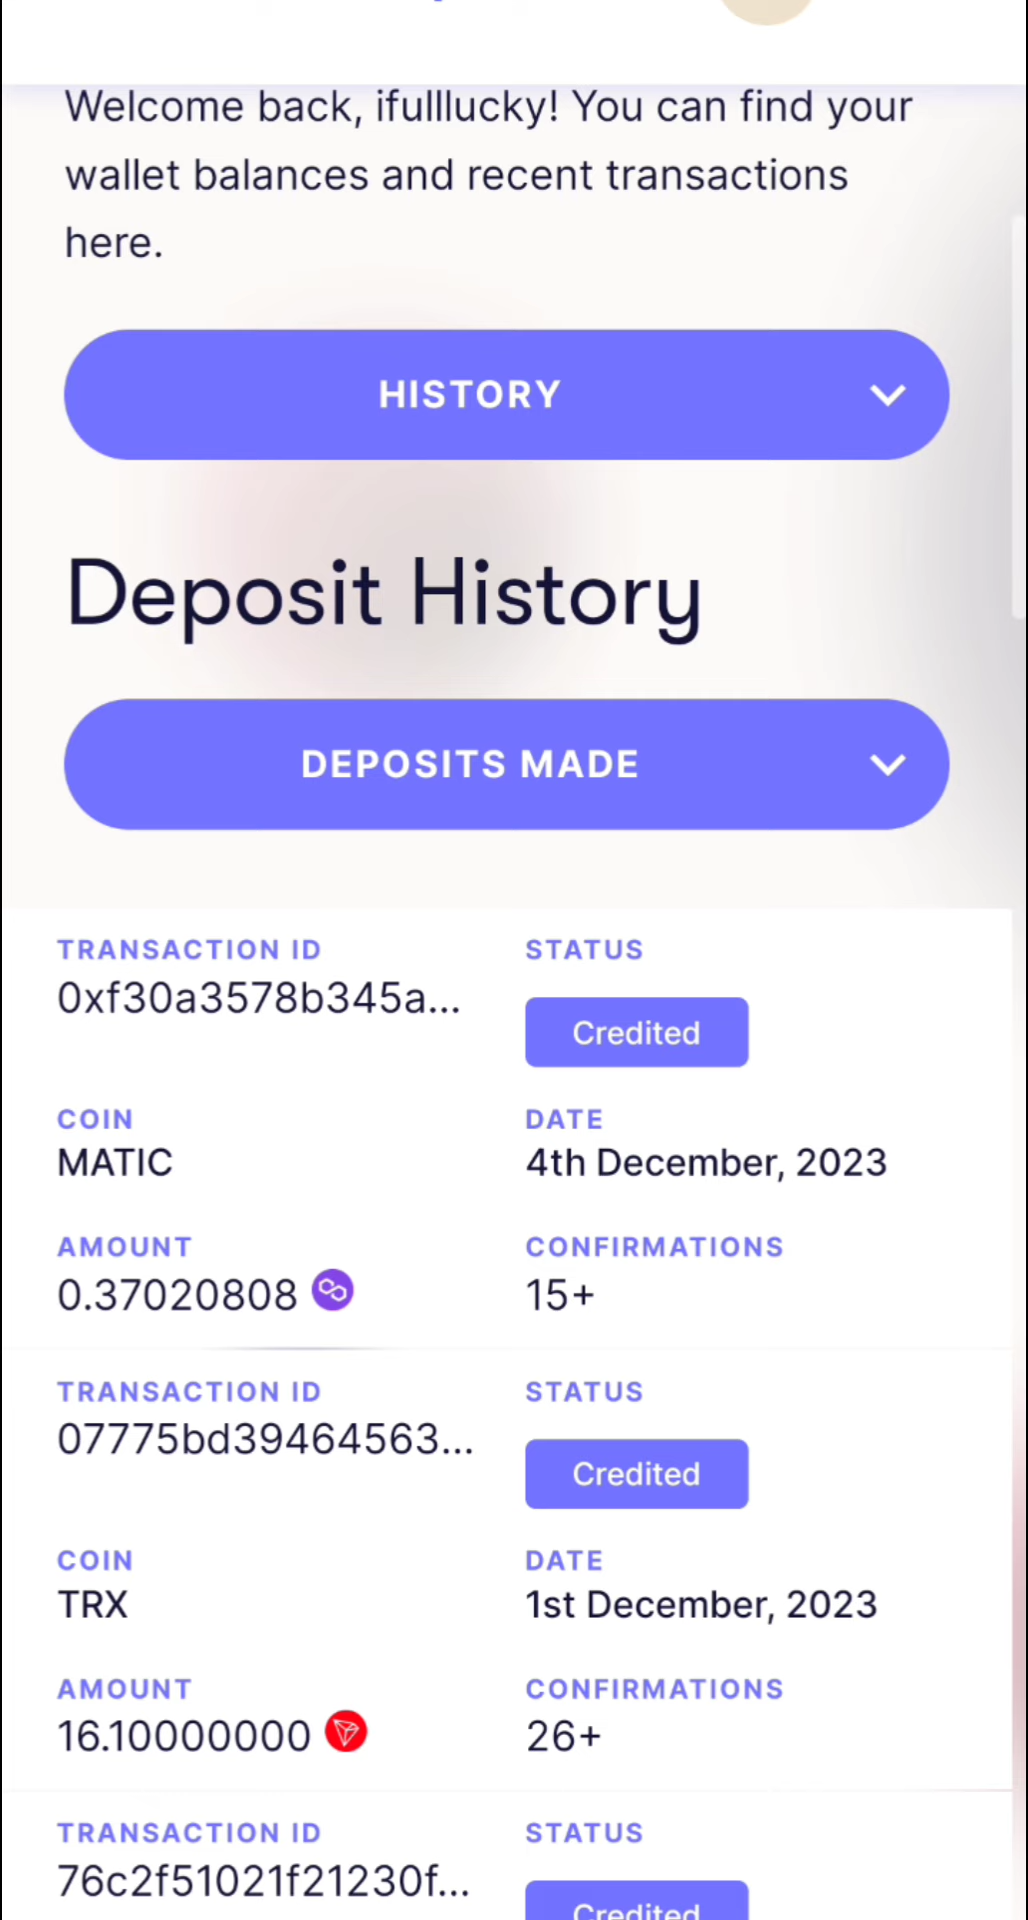 Welcome back, ifulllucky! You can find your
wallet balances and recent transactions
here.
HISTORY
Deposit History
DEPOSITS MADE
TRANSACTION ID
0xf30a3578b345a...
STATUS
Credited
COIN
MATIC
DATE
4th December, 2023
AMOUNT
0.37020808
CONFIRMATIONS
15+
TRANSACTION ID
07775bd39464563...
STATUS
Credited
COIN
TRX
DATE
1st December, 2023
AMOUNT
16.10000000
CONFIRMATIONS
26+
TRANSACTION ID
76c2f51021f21230f...
STATUS
Credited